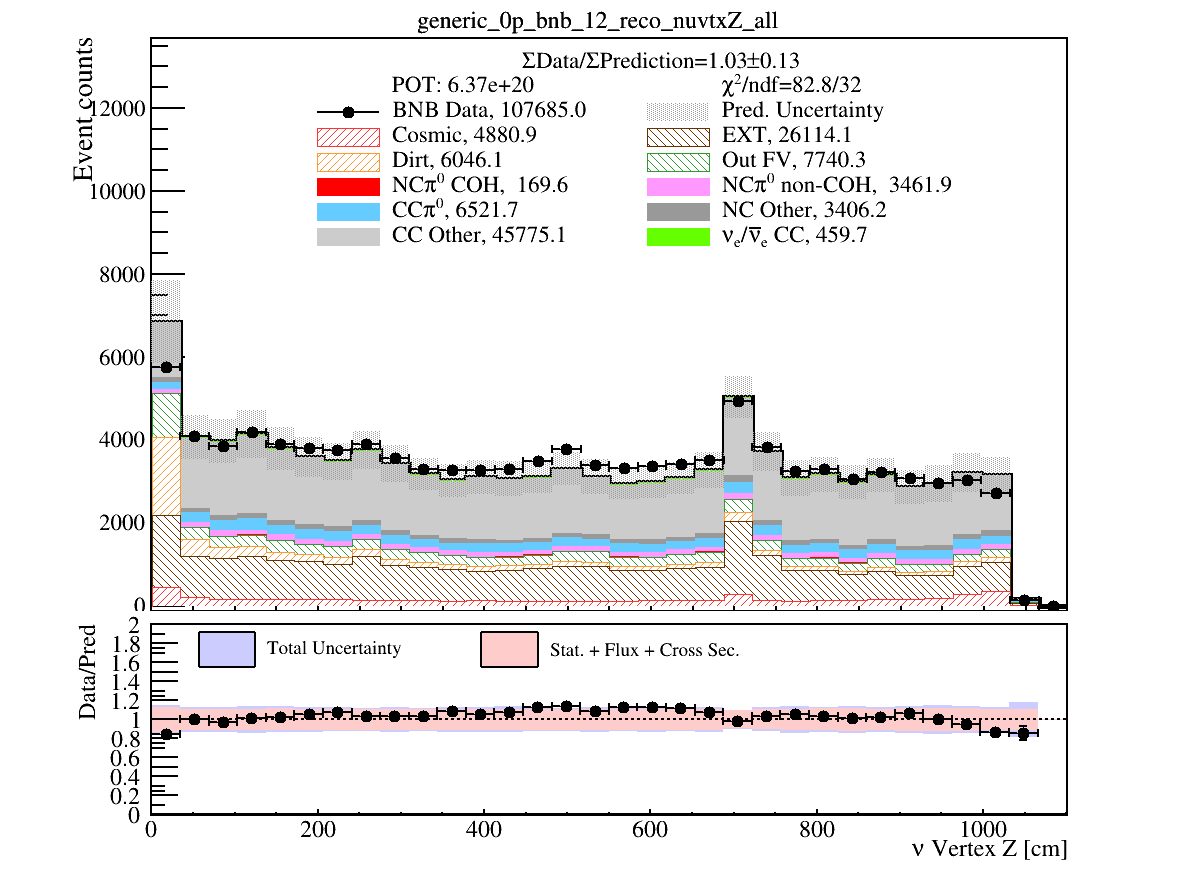 generic_0p_bnb_12_reco_nuvtxZ_all
ΣData/ΣPrediction=1.03±0.13
POT: 6.37e+20 χ²/ndf=82.8/32
BNB Data, 107685.0 Pred. Uncertainty
Cosmic, 4880.9 EXT, 26114.1
Dirt, 6046.1 Out FV, 7740.3
NCπ⁰ COH, 169.6 NCπ⁰ non-COH, 3461.9
CCπ⁰, 6521.7 NC Other, 3406.2
CC Other, 45775.1 νₑ/ν̅ₑ CC, 459.7
Event counts
12000
10000
8000
6000
4000
2000
0
Total Uncertainty Stat. + Flux + Cross Sec.
Data/Pred
2
1.8
1.6
1.4
1.2
1
0.8
0.6
0.4
0.2
0
0 200 400 600 800 1000
ν Vertex Z [cm]